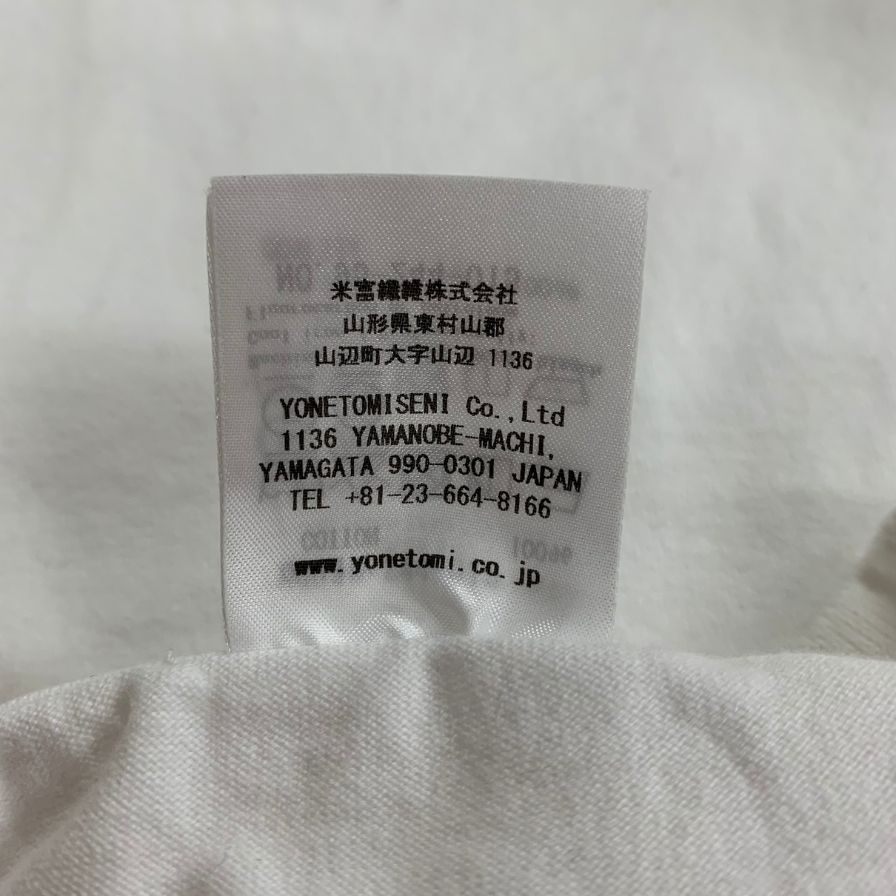 米富繊維株式会社
山形県東村山郡
山辺町大字山辺 1136
YONETOMISENI Co.,Ltd
1136 YAMANOBE-MACHI,
YAMAGATA 990-0301 JAPAN
TEL +81-23-664-8166
www.yonetomi.co.jp